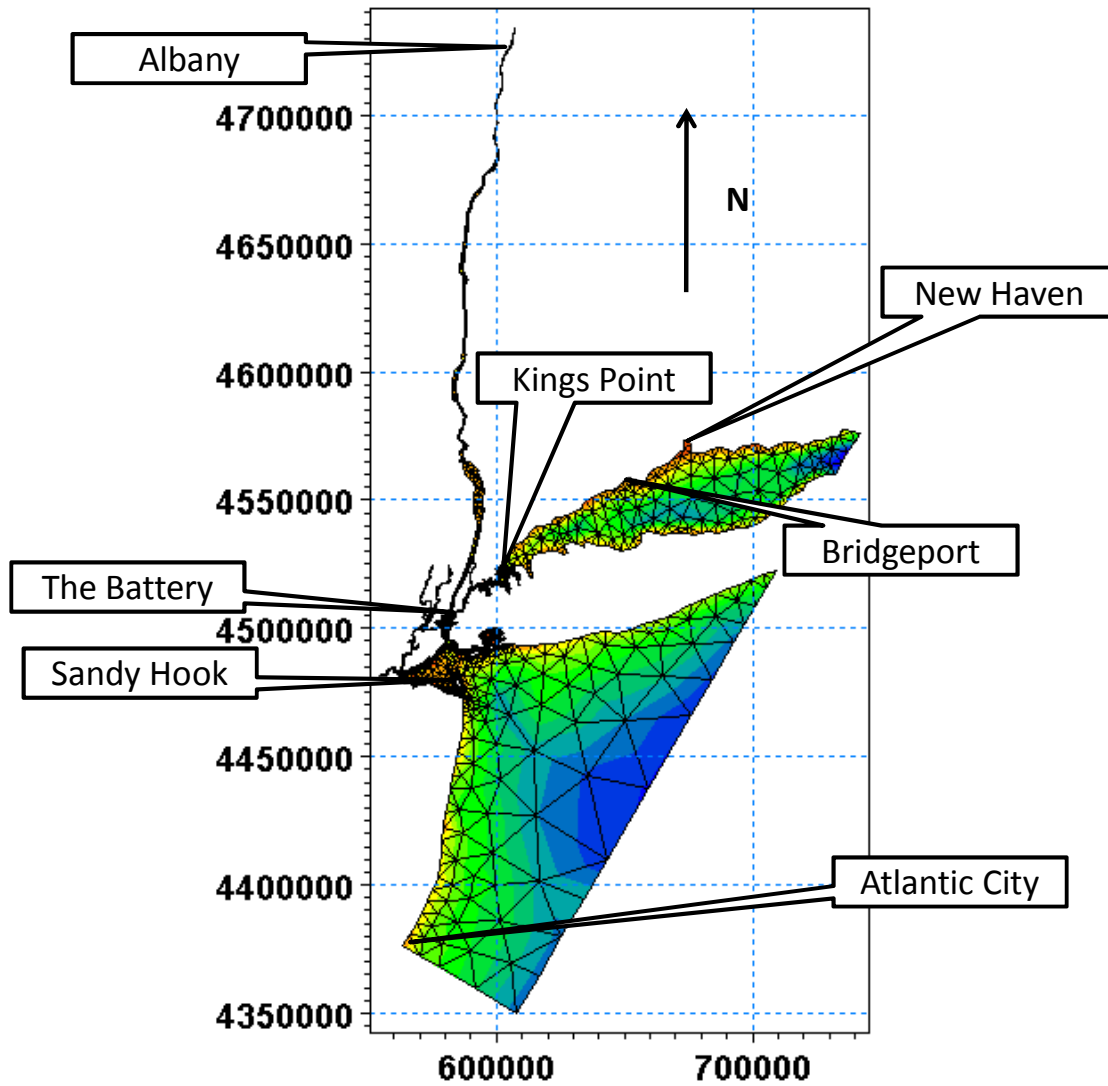 Albany
4700000
N
4650000
New Haven
4600000
Kings Point
4550000
Bridgeport
The Battery
4500000
Sandy Hook
4450000
4400000
Atlantic City
4350000
600000
700000